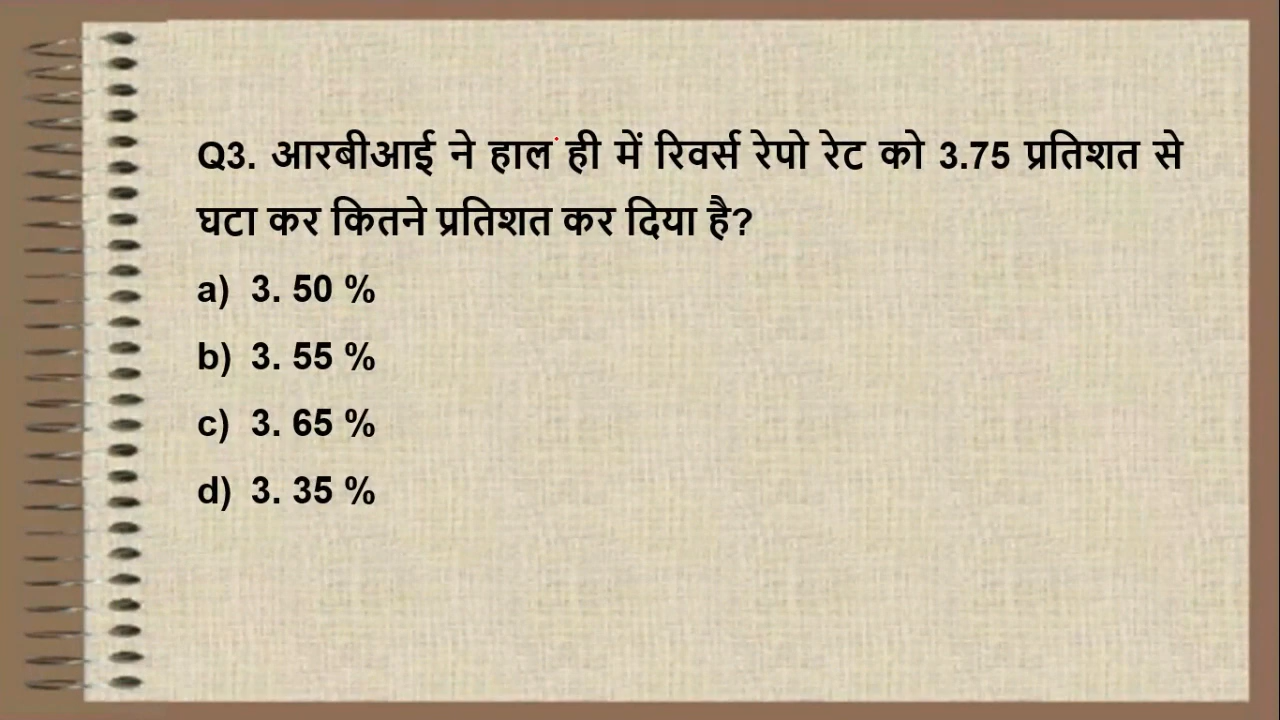 Q3. आरबीआई ने हाल ही में रिवर्स रेपो रेट को 3.75 प्रतिशत से
घटा कर कितने प्रतिशत कर दिया है?
a) 3. 50 %
b) 3. 55 %
c) 3. 65 %
d) 3. 35 %